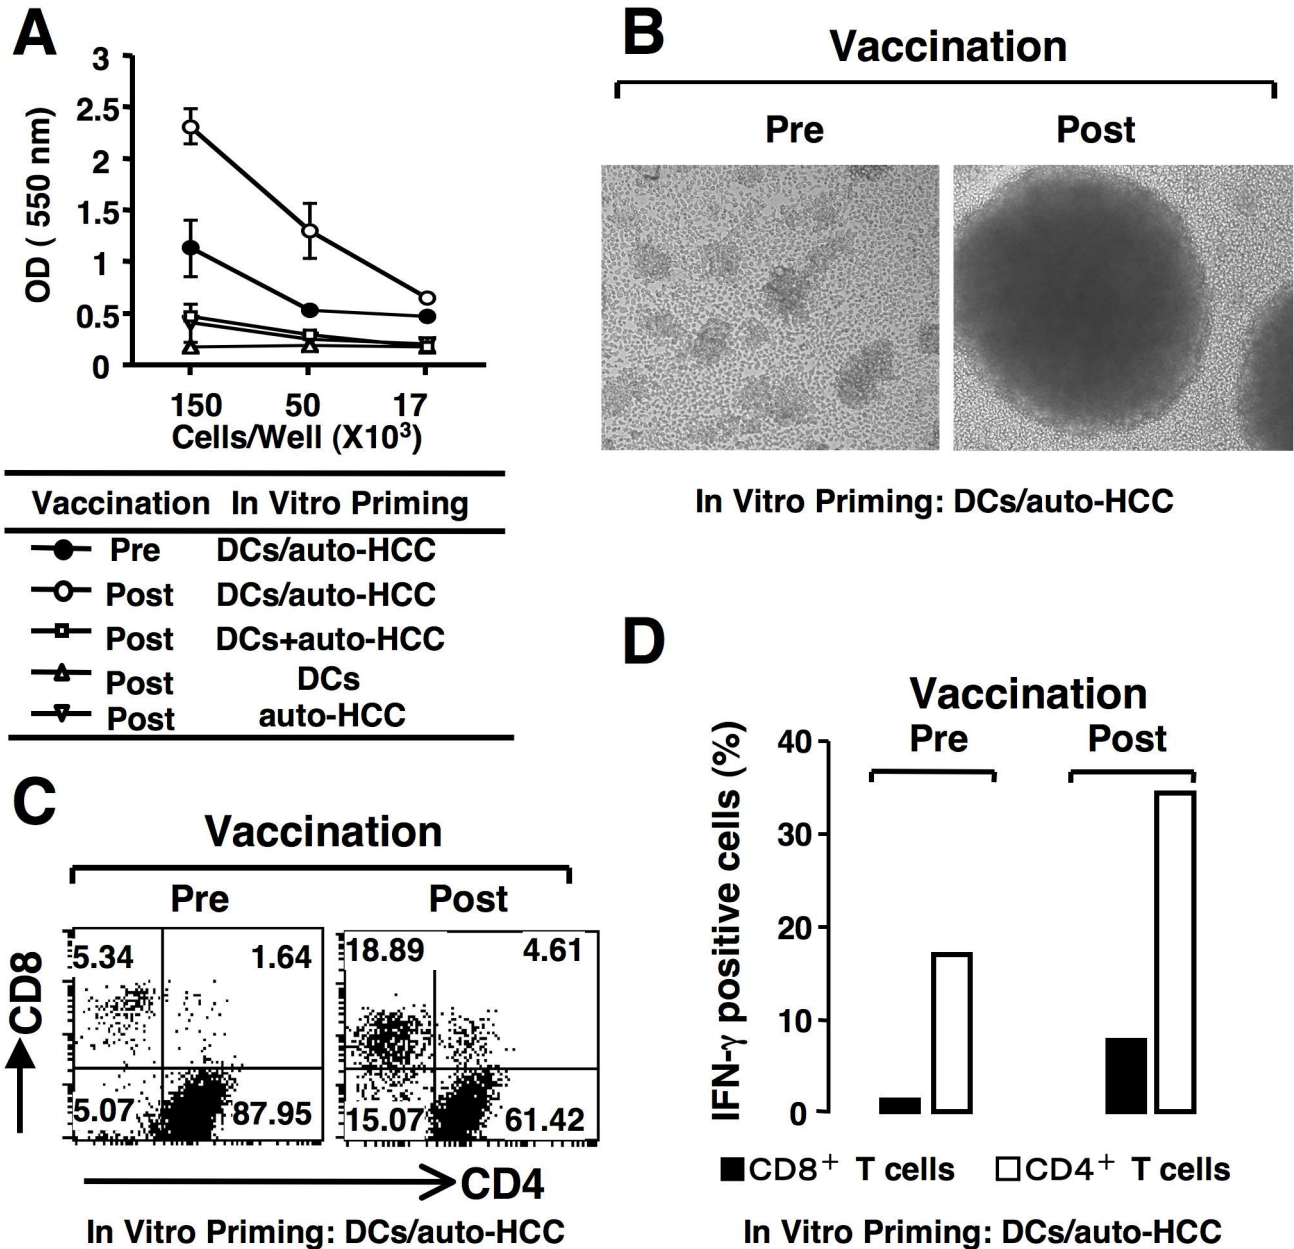 A
3
2.5
2
1.5
1
0.5
0
OD ( 550 nm)
150 50 17
Cells/Well (X10³)
Vaccination In Vitro Priming
Pre DCs/auto-HCC
Post DCs/auto-HCC
Post DCs+auto-HCC
Post DCs
Post auto-HCC
B
Vaccination
Pre Post
In Vitro Priming: DCs/auto-HCC
C
Vaccination
Pre Post
CD8
5.34 1.64 18.89 4.61
5.07 87.95 15.07 61.42
CD4
In Vitro Priming: DCs/auto-HCC
D
Vaccination
Pre Post
IFN-γ positive cells (%)
40
30
20
10
0
CD8⁺ T cells CD4⁺ T cells
In Vitro Priming: DCs/auto-HCC